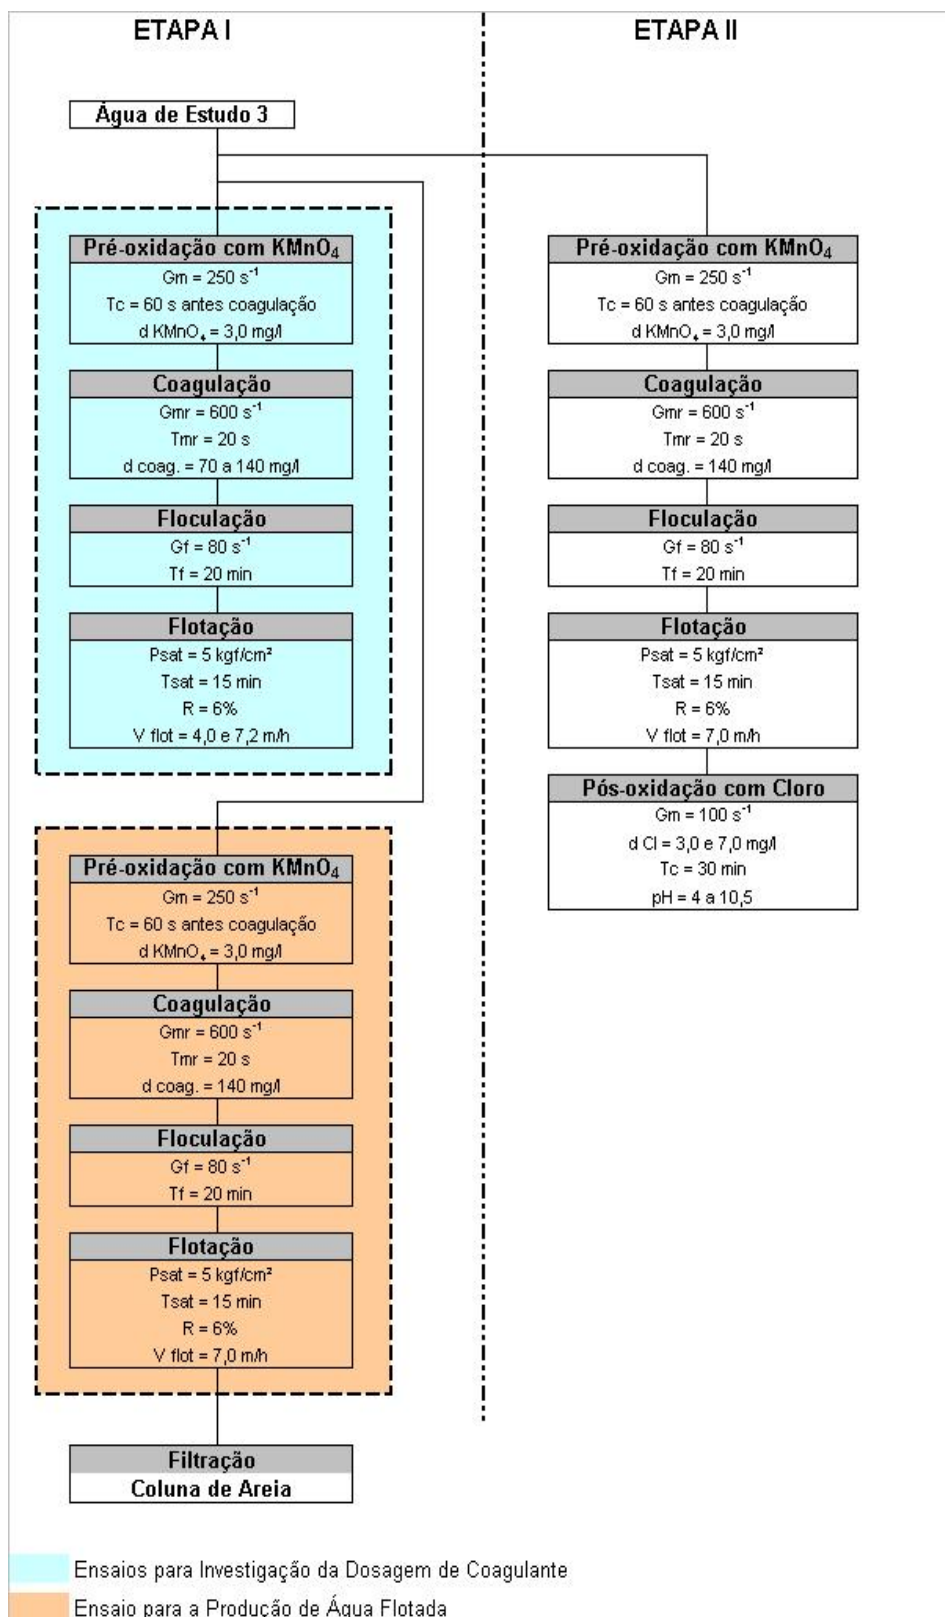 ETAPA I
Água de Estudo 3
Pré-oxidação com KMnO₄
Gm = 250 s⁻¹
Tc = 60 s antes coagulação
d KMnO₄ = 3,0 mg/l
Coagulação
Gmr = 600 s⁻¹
Tmr = 20 s
d coag. = 70 a 140 mg/l
Floculação
Gf = 80 s⁻¹
Tf = 20 min
Flotação
Psat = 5 kgf/cm²
Tsat = 15 min
R = 6%
V flot = 4,0 e 7,2 m/h
Pré-oxidação com KMnO₄
Gm = 250 s⁻¹
Tc = 60 s antes coagulação
d KMnO₄ = 3,0 mg/l
Coagulação
Gmr = 600 s⁻¹
Tmr = 20 s
d coag. = 140 mg/l
Floculação
Gf = 80 s⁻¹
Tf = 20 min
Flotação
Psat = 5 kgf/cm²
Tsat = 15 min
R = 6%
V flot = 7,0 m/h
Filtração
Coluna de Areia
ETAPA II
Pré-oxidação com KMnO₄
Gm = 250 s⁻¹
Tc = 60 s antes coagulação
d KMnO₄ = 3,0 mg/l
Coagulação
Gmr = 600 s⁻¹
Tmr = 20 s
d coag. = 140 mg/l
Floculação
Gf = 80 s⁻¹
Tf = 20 min
Flotação
Psat = 5 kgf/cm²
Tsat = 15 min
R = 6%
V flot = 7,0 m/h
Pós-oxidação com Cloro
Gm = 100 s⁻¹
d Cl = 3,0 e 7,0 mg/l
Tc = 30 min
pH = 4 a 10,5
Ensaios para Investigação da Dosagem de Coagulante
Ensaio para a Produção de Água Flotada